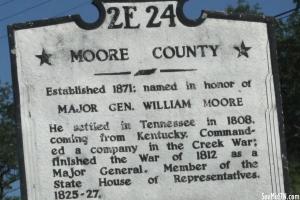 2E 24
MOORE COUNTY
Established 1871; named in honor of
MAJOR GEN. WILLIAM MOORE
He settled in Tennessee in 1808,
coming from Kentucky. Command-
ed a company in the Creek War;
finished the War of 1812 as a
Major General. Member of the
State House of Representatives,
1825-27.
SeeMidTN.com